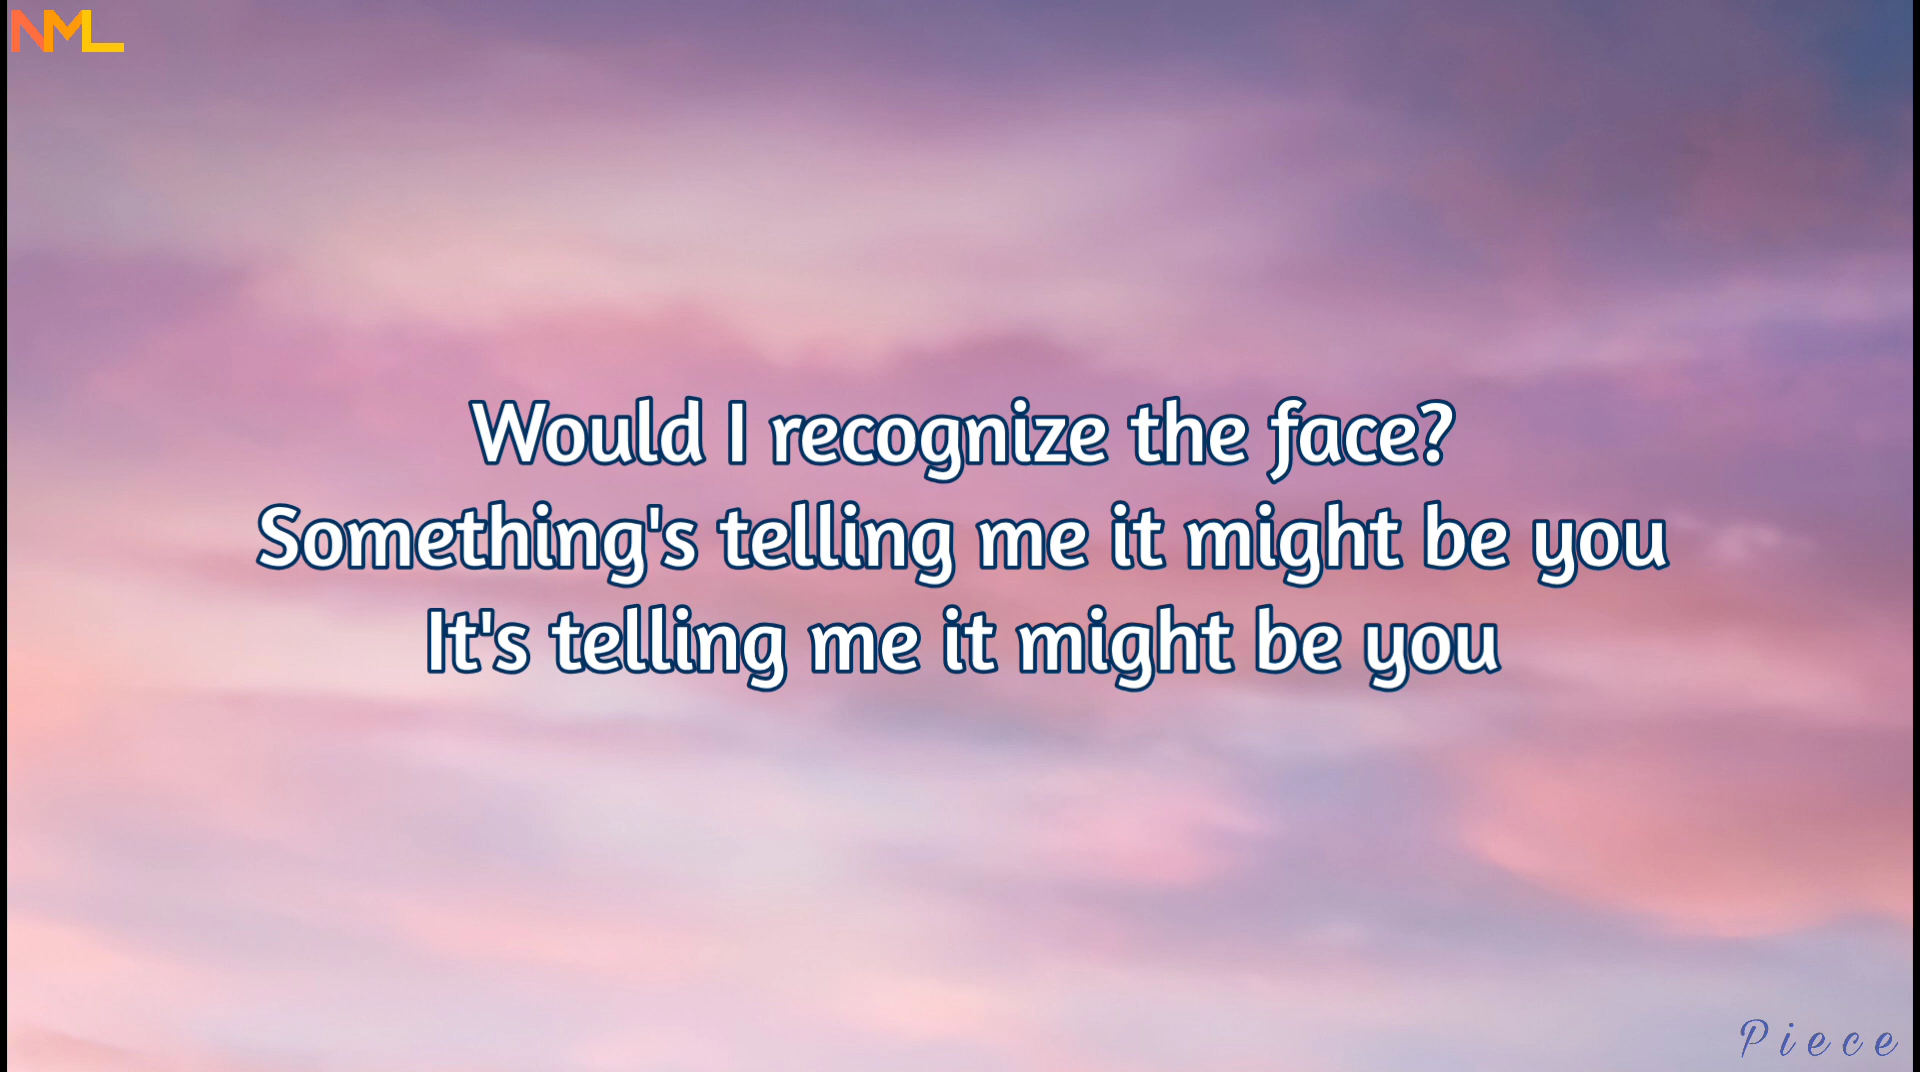 NML
Would I recognize the face?
Something's telling me it might be you
It's telling me it might be you
Piece